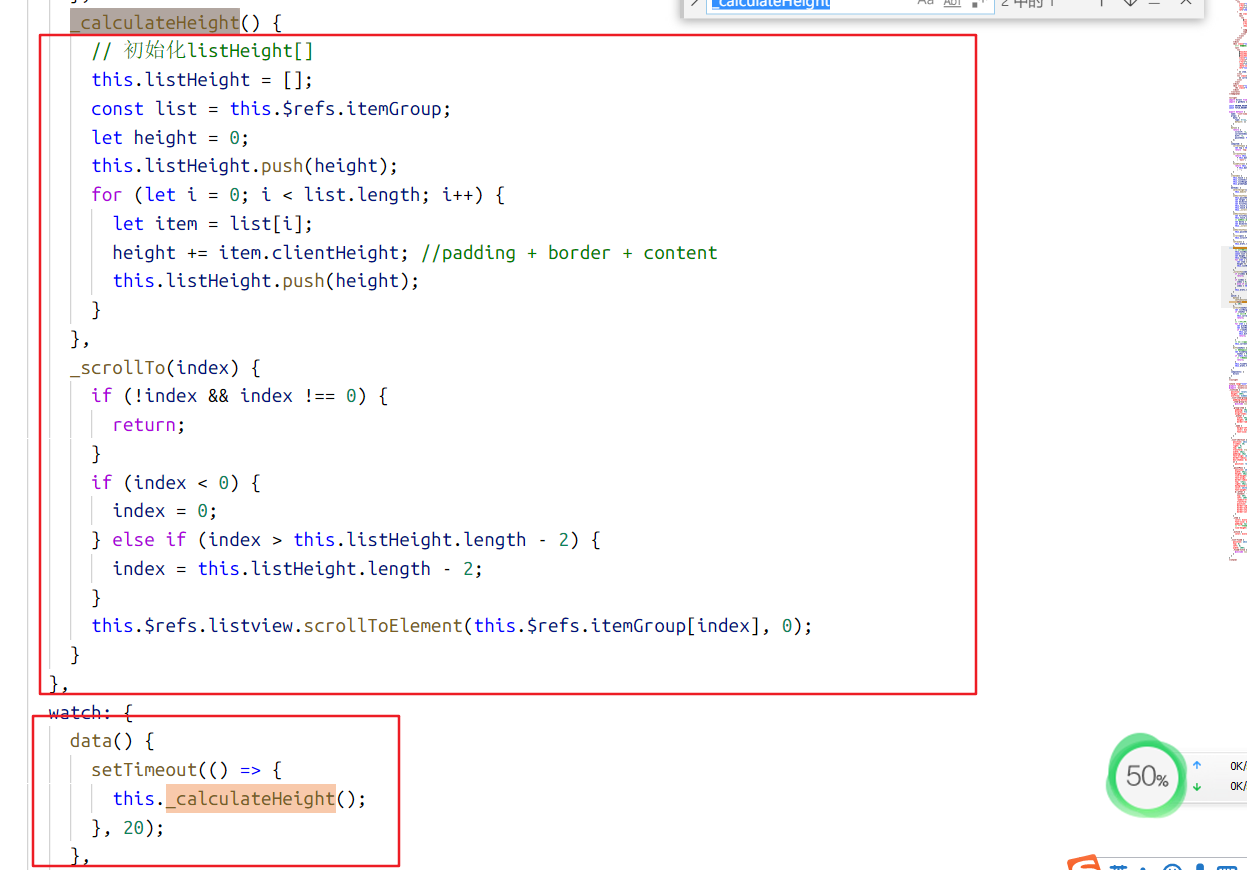 _calculateHeight
Aa Abl
2 中的 1
_calculateHeight() {
// 初始化listHeight[]
this.listHeight = [];
const list = this.$refs.itemGroup;
let height = 0;
this.listHeight.push(height);
for (let i = 0; i < list.length; i++) {
let item = list[i];
height += item.clientHeight; //padding + border + content
this.listHeight.push(height);
}
},
_scrollTo(index) {
if (!index && index !== 0) {
return;
}
if (index < 0) {
index = 0;
} else if (index > this.listHeight.length - 2) {
index = this.listHeight.length - 2;
}
this.$refs.listview.scrollToElement(this.$refs.itemGroup[index], 0);
}
},
watch: {
data() {
setTimeout(() => {
this._calculateHeight();
}, 20);
},
50%
0K/
0K/